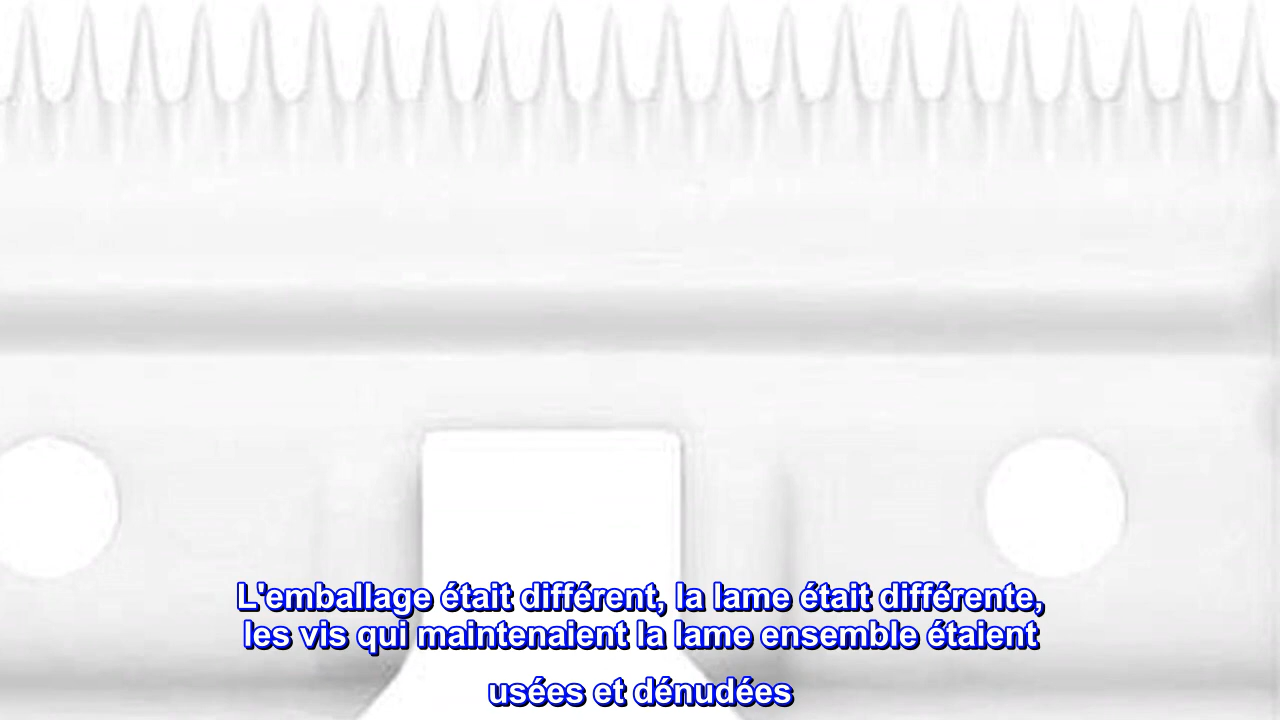 L'emballage était différent, la lame était différente,
les vis qui maintenaient la lame ensemble étaient
usées et dénudées